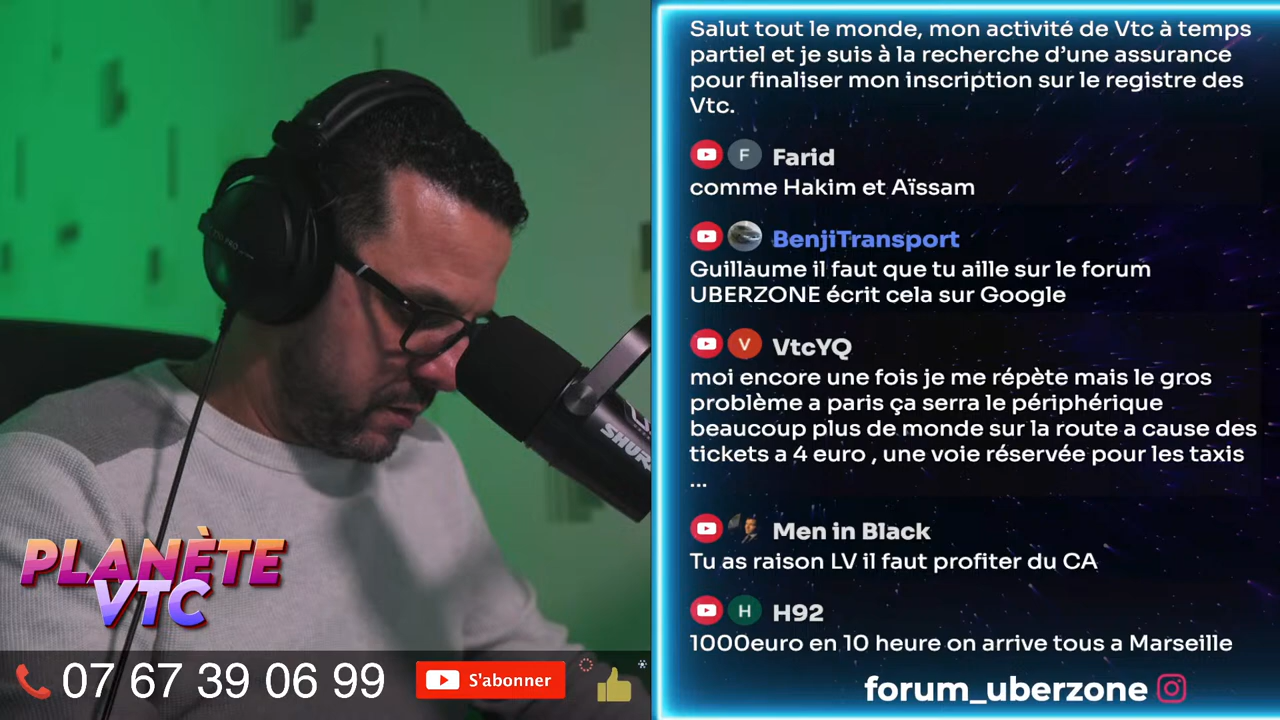 Salut tout le monde, mon activité de Vtc à temps
partiel et je suis à la recherche d’une assurance
pour finaliser mon inscription sur le registre des
Vtc.
F Farid
comme Hakim et Aïssam
BenjiTransport
Guillaume il faut que tu aille sur le forum
UBERZONE écrit cela sur Google
V VtcYQ
moi encore une fois je me répète mais le gros
problème a paris ça serra le périphérique
beaucoup plus de monde sur la route a cause des
tickets a 4 euro , une voie réservée pour les taxis
...
Men in Black
Tu as raison LV il faut profiter du CA
H H92
1000euro en 10 heure on arrive tous a Marseille
forum_uberzone
SHURE
PLANÈTE
VTC
07 67 39 06 99
S'abonner